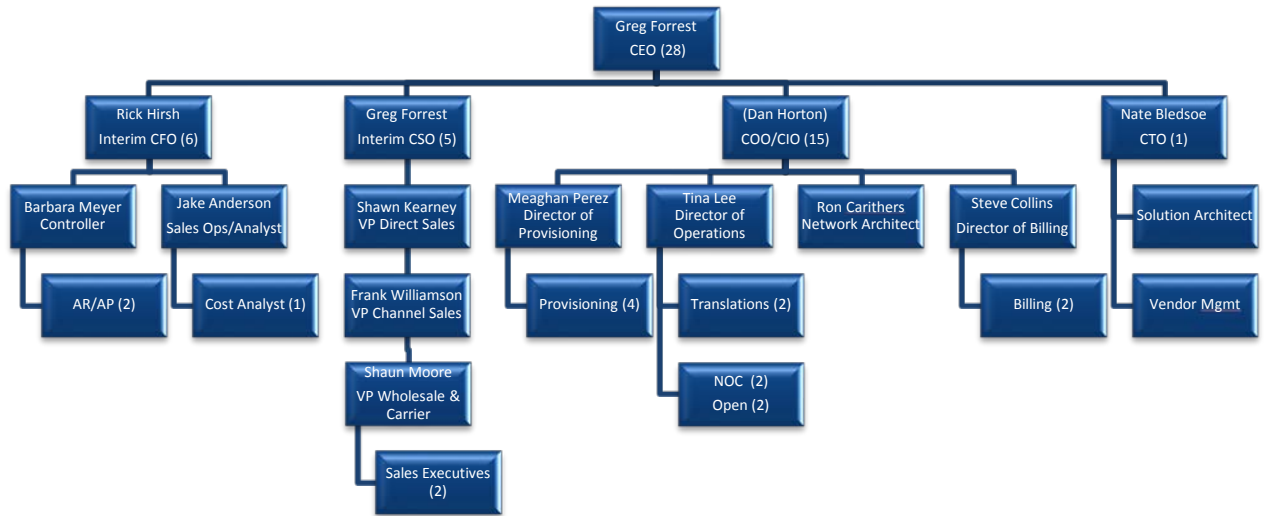 Greg Forrest
CEO (28)
Rick Hirsh
Interim CFO (6)
Greg Forrest
Interim CSO (5)
(Dan Horton)
COO/CIO (15)
Nate Bledsoe
CTO (1)
Barbara Meyer
Controller
Jake Anderson
Sales Ops/Analyst
Shawn Kearney
VP Direct Sales
Meaghan Perez
Director of
Provisioning
Tina Lee
Director of
Operations
Ron Carithers
Network Architect
Steve Collins
Director of Billing
Solution Architect
AR/AP (2)
Cost Analyst (1)
Frank Williamson
VP Channel Sales
Provisioning (4)
Translations (2)
Billing (2)
Vendor Mgmt
Shaun Moore
VP Wholesale &
Carrier
NOC (2)
Open (2)
Sales Executives
(2)